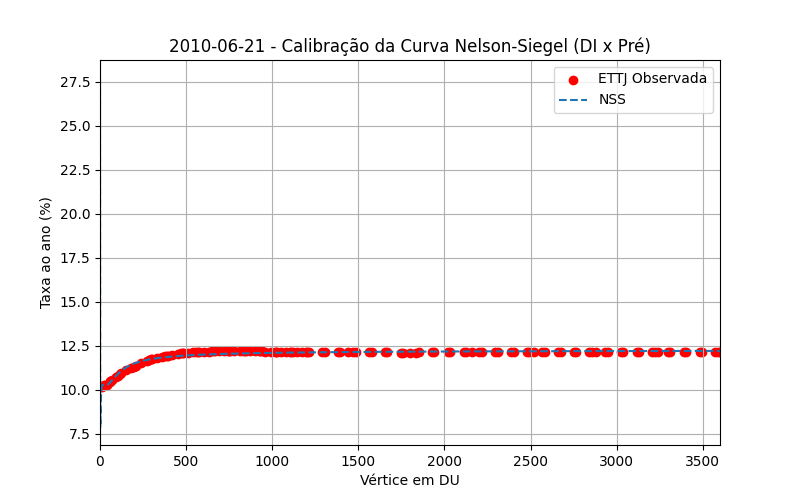 2010-06-21 - Calibração da Curva Nelson-Siegel (DI x Pré)
ETTJ Observada
NSS
Taxa ao ano (%)
27.5
25.0
22.5
20.0
17.5
15.0
12.5
10.0
7.5
0 500 1000 1500 2000 2500 3000 3500
Vértice em DU